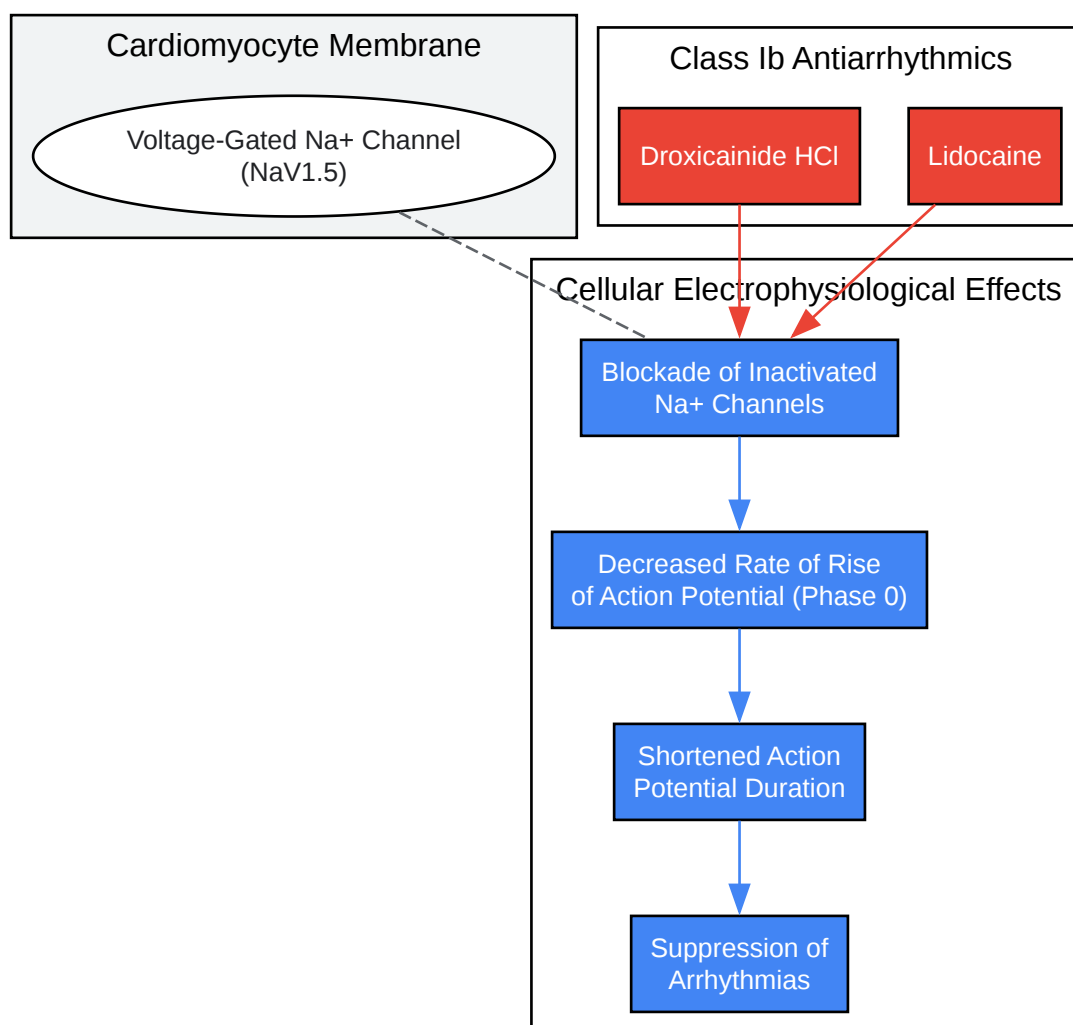 Cardiomyocyte Membrane
Voltage-Gated Na+ Channel
(NaV1.5)
Class Ib Antiarrhythmics
Droxicainide HCl
Lidocaine
Cellular Electrophysiological Effects
Blockade of Inactivated
Na+ Channels
Decreased Rate of Rise
of Action Potential (Phase 0)
Shortened Action
Potential Duration
Suppression of
Arrhythmias